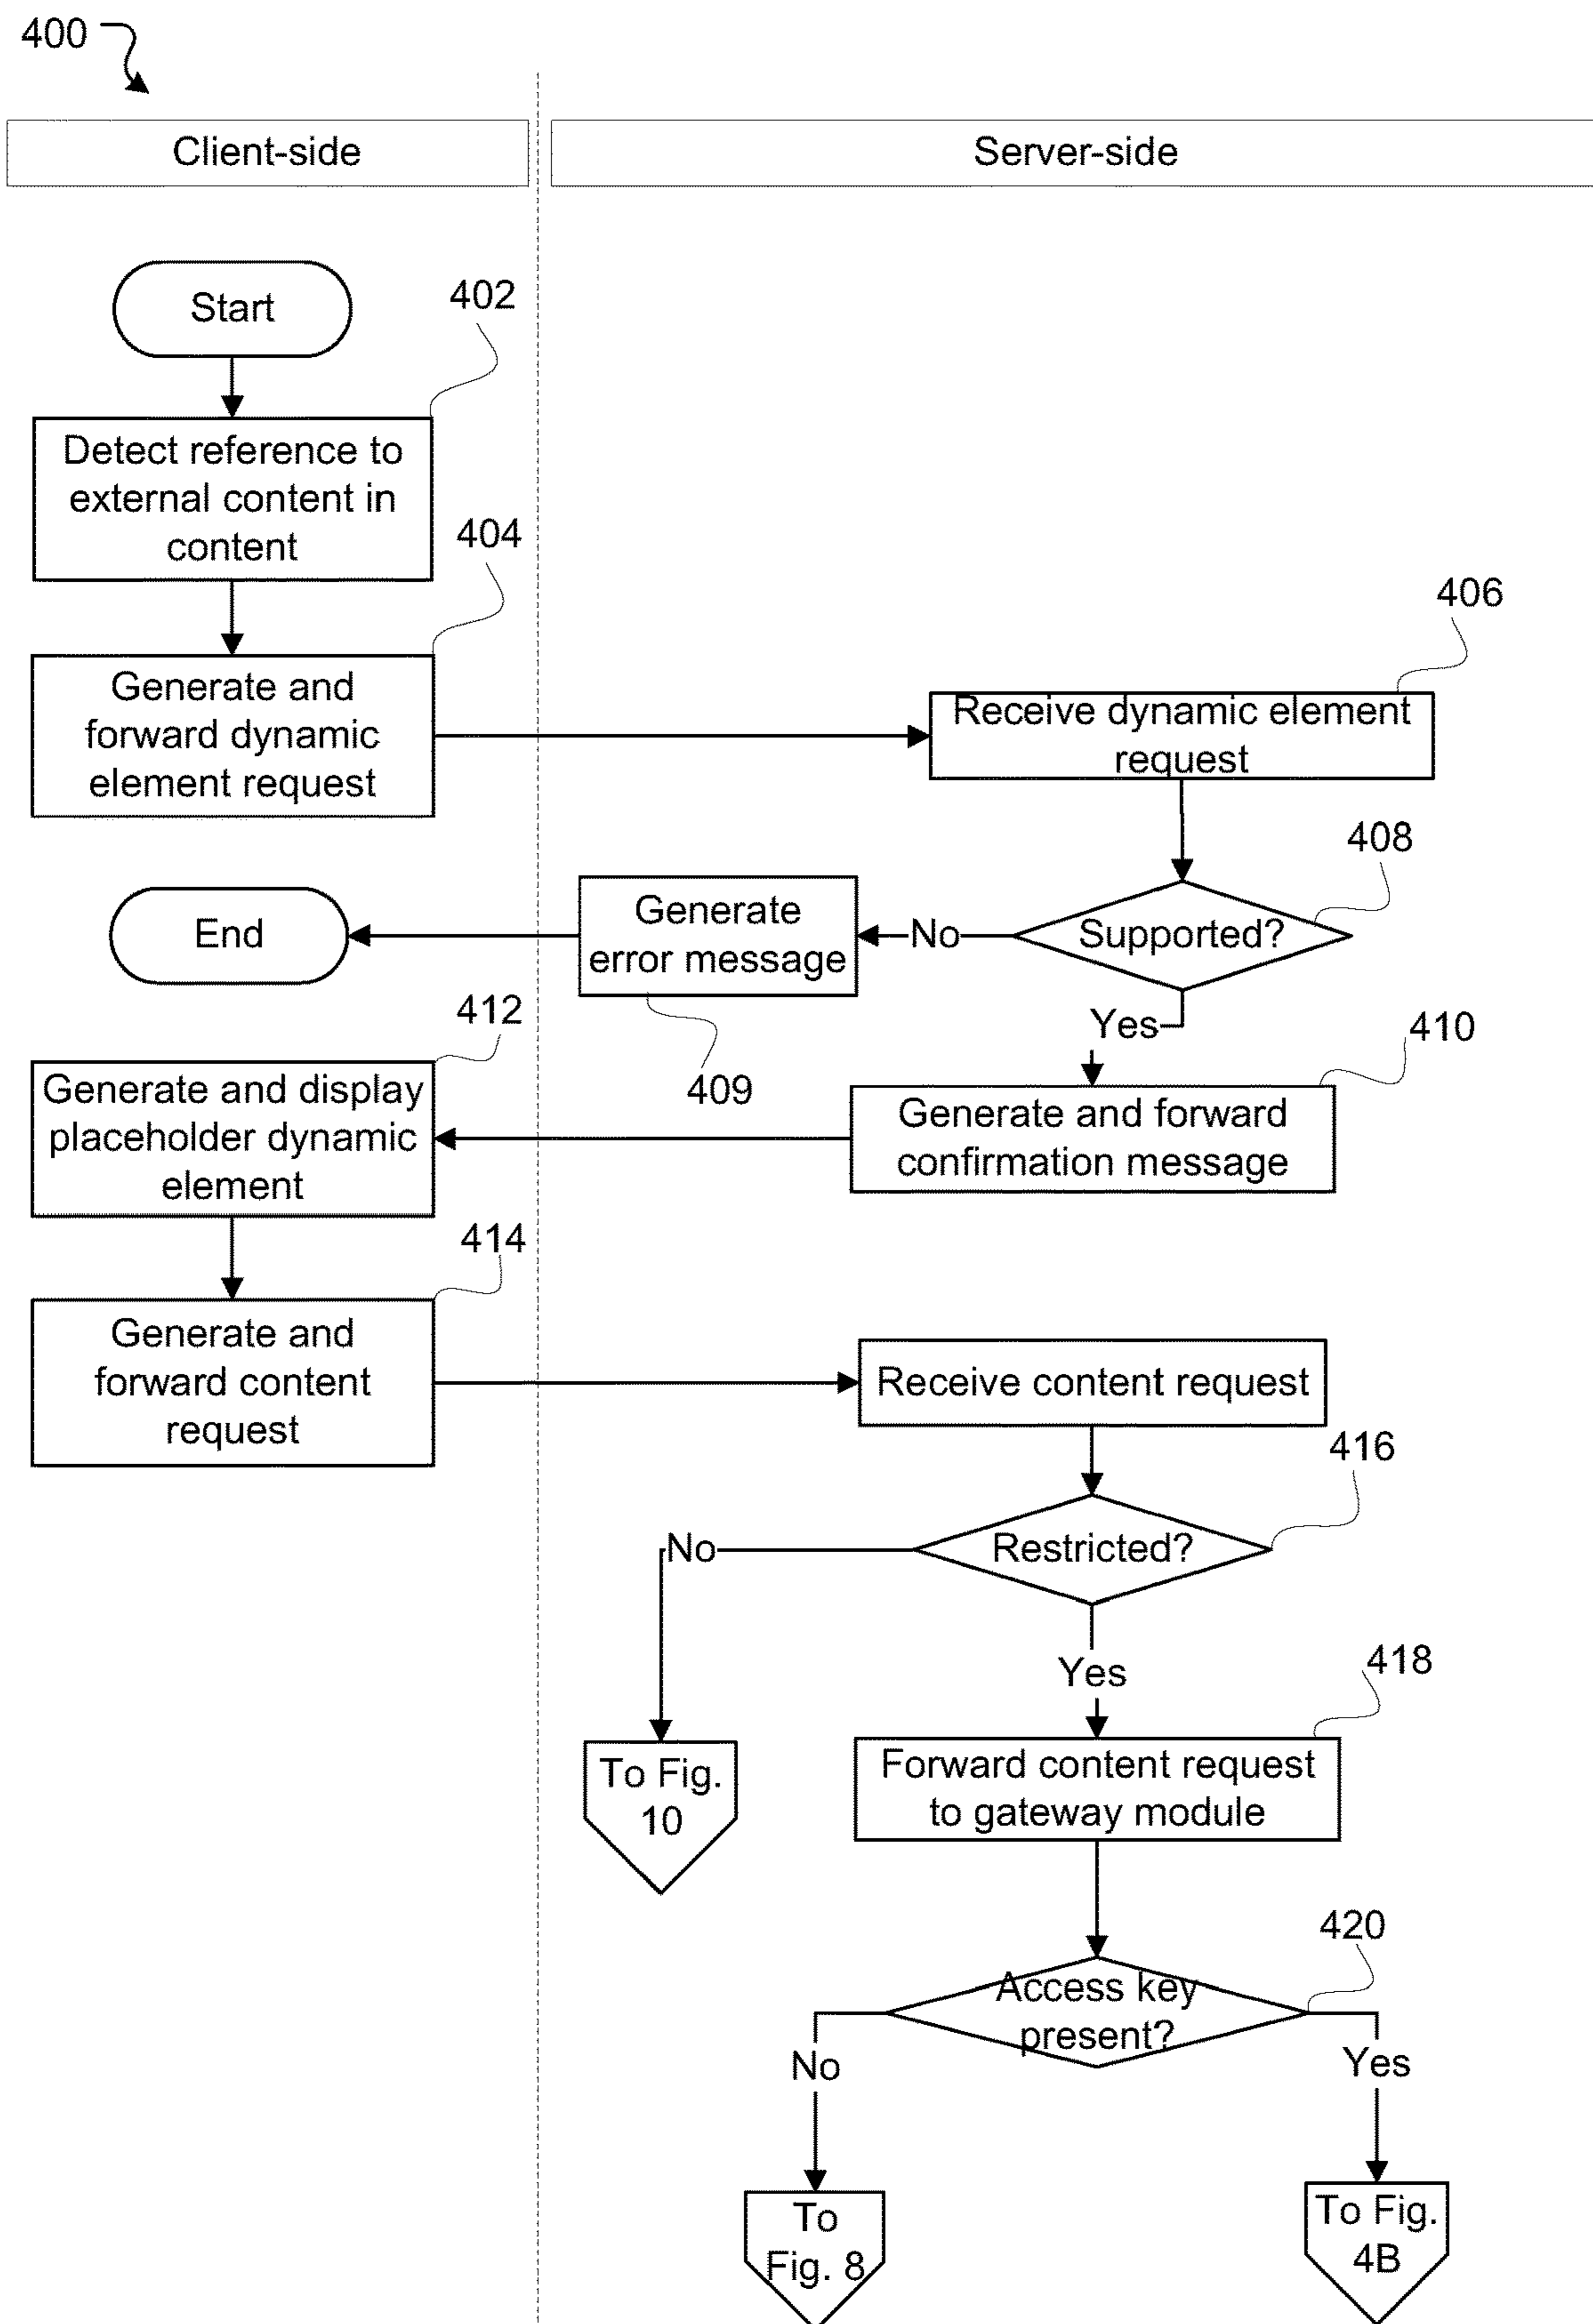 400
Client-side
Server-side
Start
402
Detect reference to
external content in
content
404
Generate and
forward dynamic
element request
406
Receive dynamic element
request
408
Supported?
No
Generate
error message
409
End
Yes
410
Generate and forward
confirmation message
412
Generate and display
placeholder dynamic
element
414
Generate and
forward content
request
Receive content request
416
Restricted?
No
To Fig.
10
Yes
418
Forward content request
to gateway module
420
Access key
present?
No
To
Fig. 8
Yes
To Fig.
4B